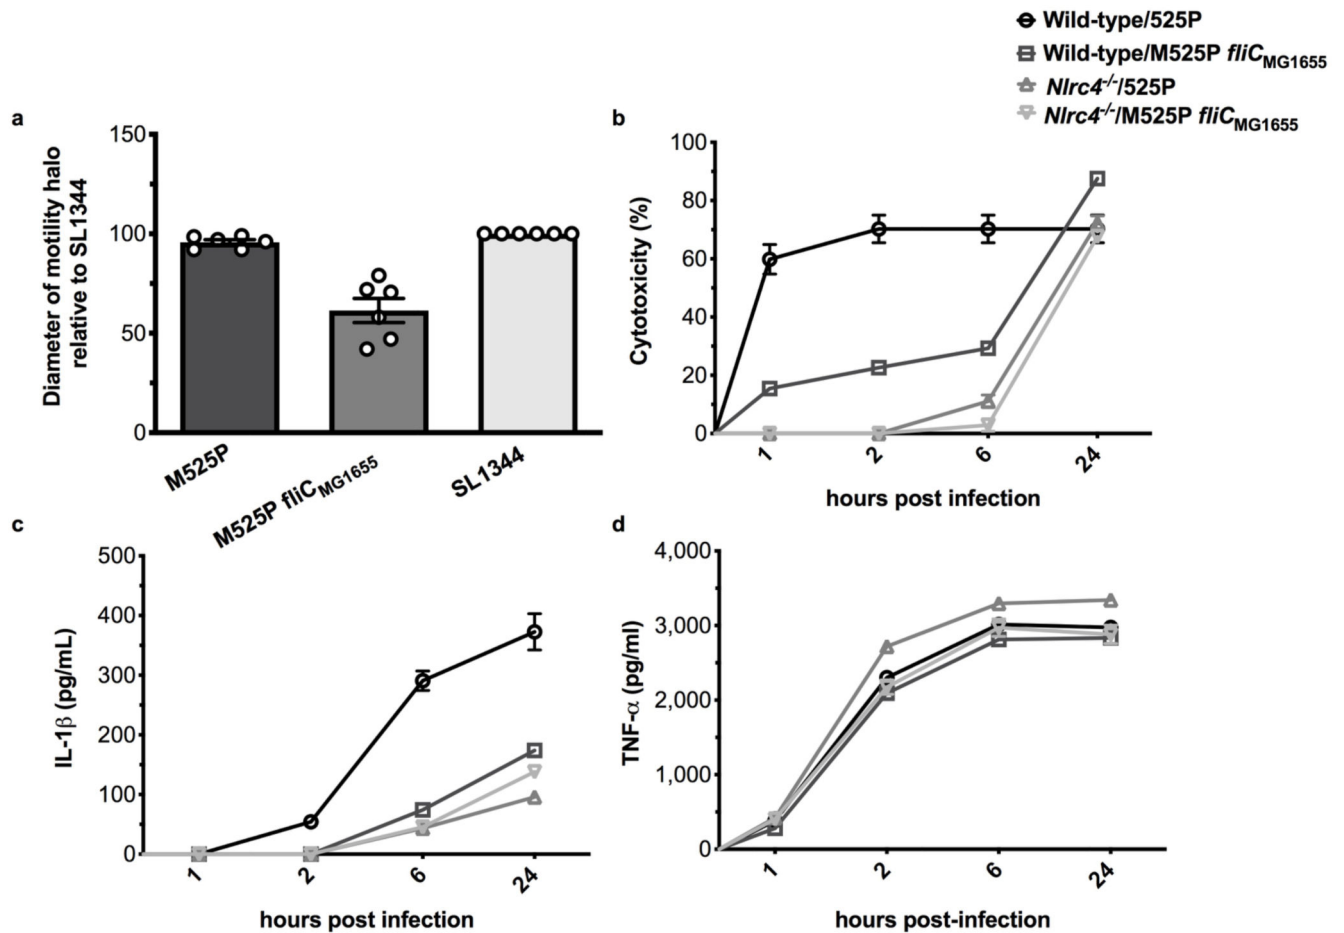 Wild-type/525P
Wild-type/M525P fliCMG1655
Nlrc4-/-/525P
Nlrc4-/-/M525P fliCMG1655
a
Diameter of motility halo
relative to SL1344
150
100
50
0
M525P
M525P fliCMG1655
SL1344
b
Cytotoxicity (%)
100
80
60
40
20
0
1
2
6
24
hours post infection
c
IL-1β (pg/mL)
500
400
300
200
100
0
1
2
6
24
hours post infection
d
TNF-α (pg/ml)
4,000
3,000
2,000
1,000
0
1
2
6
24
hours post-infection